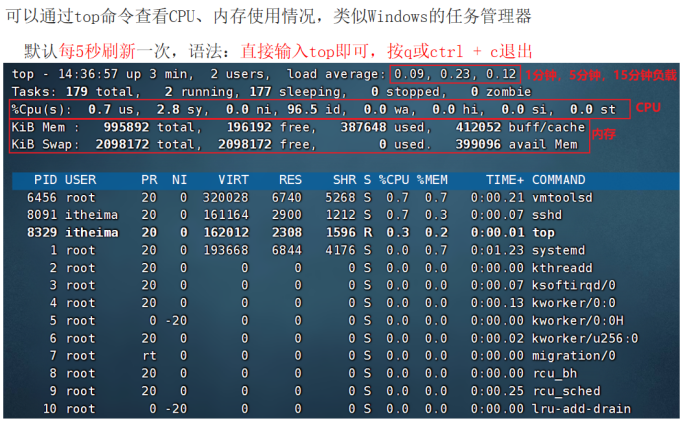 可以通过top命令查看CPU、内存使用情况，类似Windows的任务管理器
默认每5秒刷新一次，语法：直接输入top即可，按q或ctrl + c退出
top - 14:36:57 up 3 min,  2 users,  load average: 0.09, 0.23, 0.12 1分钟，5分钟，15分钟负载
Tasks: 179 total,   2 running, 177 sleeping,   0 stopped,   0 zombie
%Cpu(s):  0.7 us,  2.8 sy,  0.0 ni, 96.5 id,  0.0 wa,  0.0 hi,  0.0 si,  0.0 st CPU
KiB Mem :   995892 total,   196192 free,   387648 used,   412052 buff/cache
内存
KiB Swap:  2098172 total,  2098172 free,        0 used.   399096 avail Mem
PID USER      PR  NI    VIRT    RES    SHR S %CPU %MEM     TIME+ COMMAND
6456 root      20   0  320028   6740   5268 S  0.7  0.7   0:00.21 vmtoolsd
8091 itheima   20   0  161164   2900   1212 S  0.7  0.3   0:00.07 sshd
8329 itheima   20   0  162012   2308   1596 R  0.3  0.2   0:00.01 top
1 root      20   0  193668   6844   4176 S  0.0  0.7   0:01.23 systemd
2 root      20   0       0      0      0 S  0.0  0.0   0:00.00 kthreadd
3 root      20   0       0      0      0 S  0.0  0.0   0:00.07 ksoftirqd/0
4 root      20   0       0      0      0 S  0.0  0.0   0:00.13 kworker/0:0
5 root       0 -20       0      0      0 S  0.0  0.0   0:00.00 kworker/0:0H
6 root      20   0       0      0      0 S  0.0  0.0   0:00.02 kworker/u256:0
7 root      rt   0       0      0      0 S  0.0  0.0   0:00.00 migration/0
8 root      20   0       0      0      0 S  0.0  0.0   0:00.00 rcu_bh
9 root      20   0       0      0      0 S  0.0  0.0   0:00.25 rcu_sched
10 root       0 -20       0      0      0 S  0.0  0.0   0:00.00 lru-add-drain